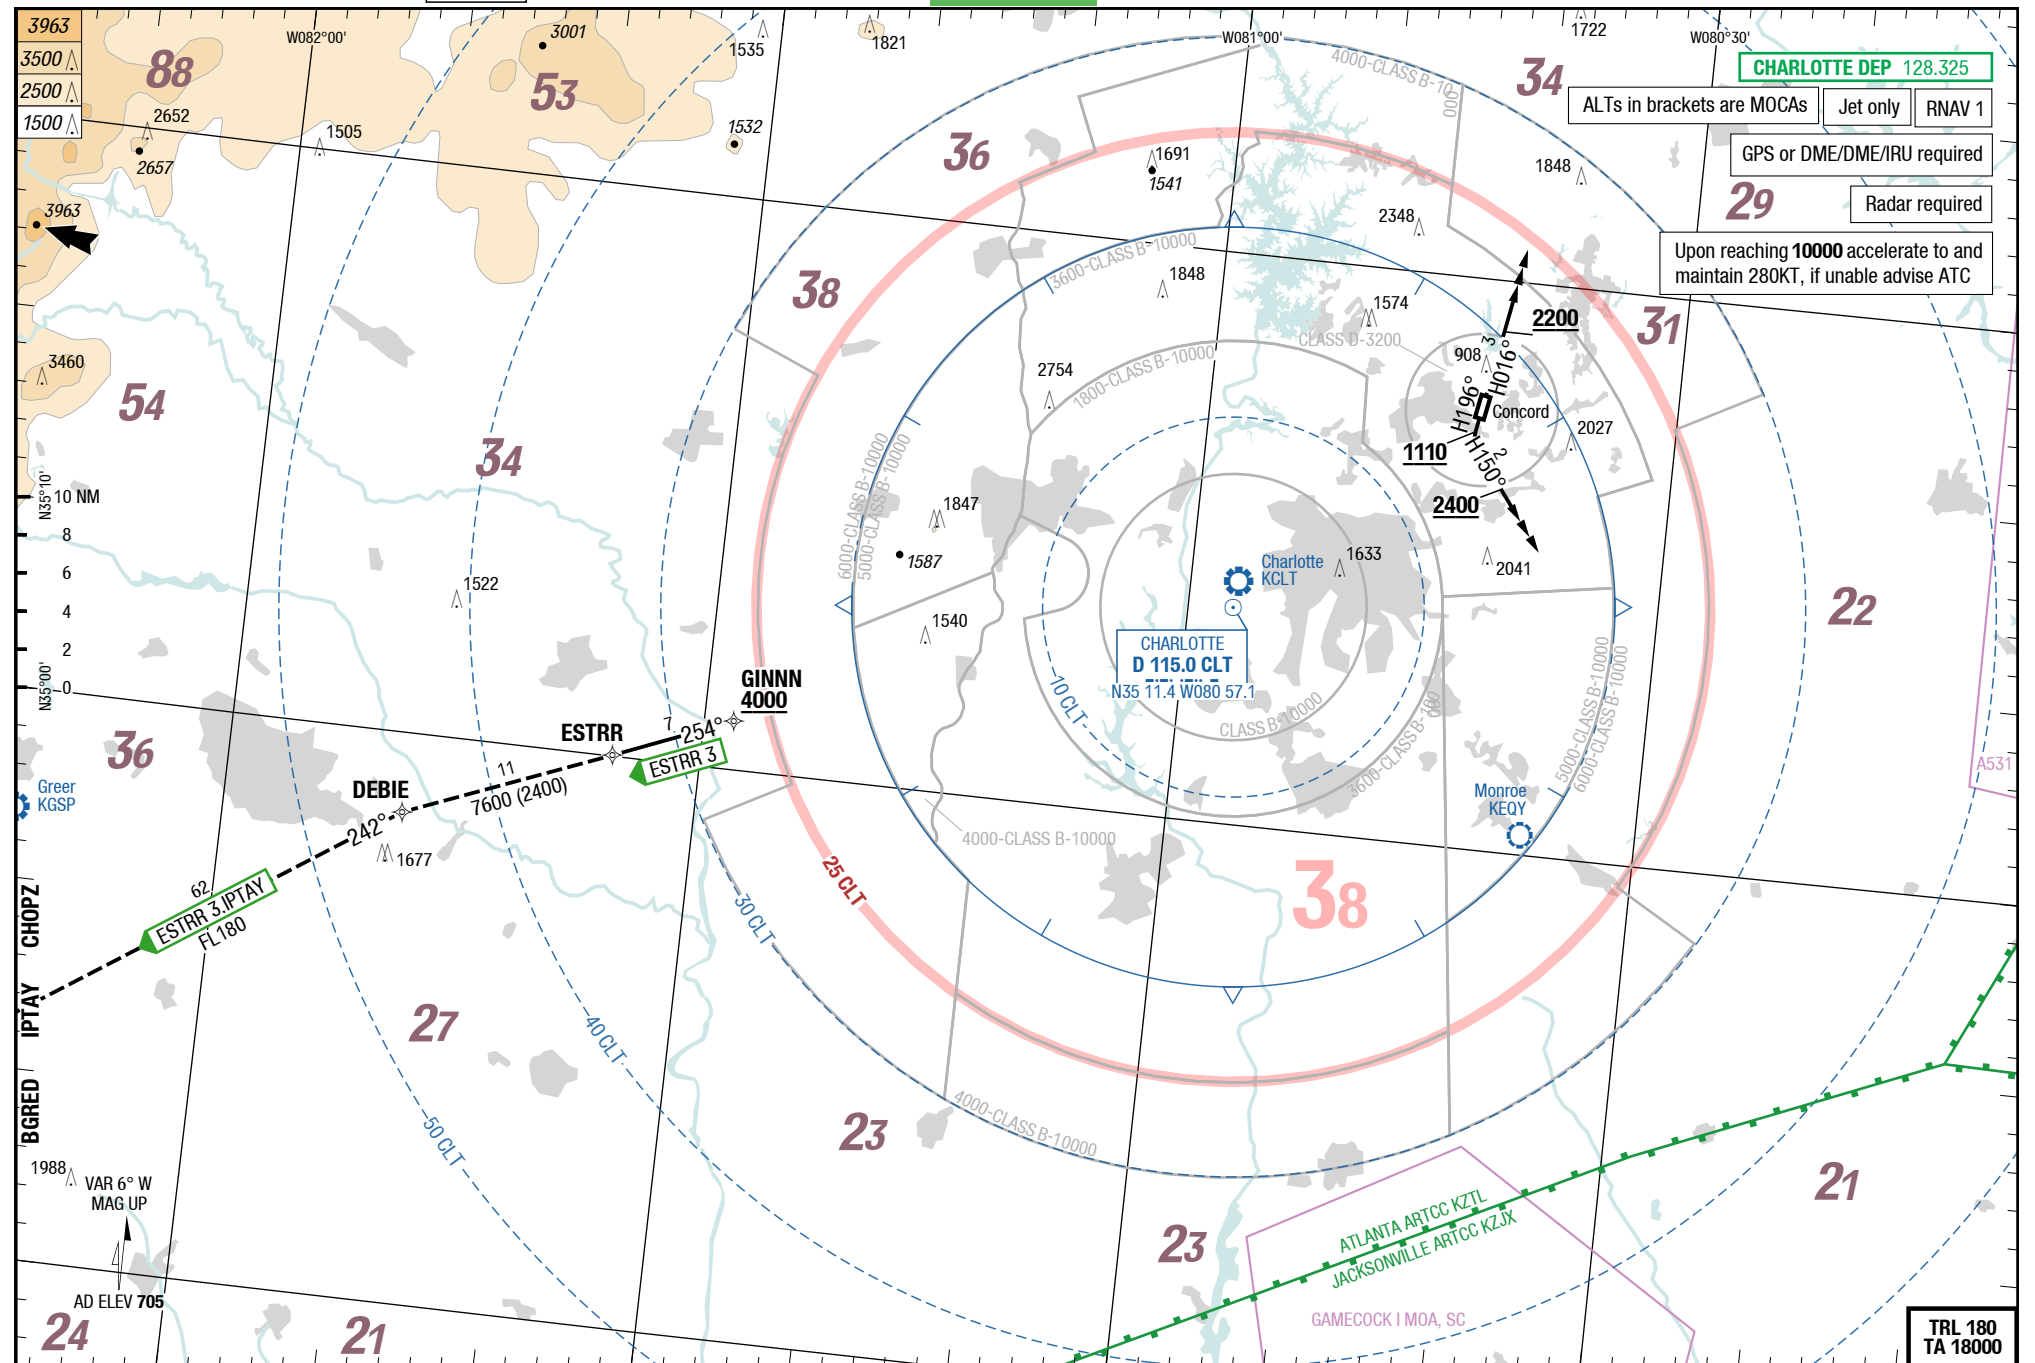 3963
3500
2500
1500
88
W082°00'
3001
53
1535
1821
W081°00'
4000-CLASS B-10
000
1722
W080°30'
34
CHARLOTTE DEP 128.325
ALTs in brackets are MOCAs
Jet only
RNAV 1
GPS or DME/DME/IRU required
Radar required
Upon reaching 10000 accelerate to and
maintain 280KT, if unable advise ATC
2652
2657
1505
1532
36
1691
1541
1848
29
3963
2348
38
3600-CLASS B-10000
1848
1574
CLASS D-3200
2200
31
908
3
H016°
H196°
Concord
3460
54
2754
1800-CLASS B-10000
1110
2
H150°
2027
2400
34
6000-CLASS B-10000
5000-CLASS B-10000
N35°10'
10 NM
8
6
4
2
0
N35°00'
1847
1587
1633
2041
Charlotte
KCLT
1522
1540
22
CHARLOTTE
D 115.0 CLT
N35 11.4 W080 57.1
10 CLT
CLASS B-10000
3600-CLASS B-100
000
5000-CLASS B-10000
6000-CLASS B-10000
GINNN
4000
ESTRR
7
254°
ESTRR 3
36
Greer
KGSP
DEBIE
11
7600 (2400)
242°
1677
A531
Monroe
KEQY
4000-CLASS B-10000
25 CLT
38
62
ESTRR 3.IPTAY
FL180
30 CLT
CHOPZ
IPTAY
BGRED
27
40 CLT
50 CLT
23
4000-CLASS B-10000
1988
VAR 6° W
MAG UP
21
ATLANTA ARTCC KZTL
JACKSONVILLE ARTCC KZJX
23
AD ELEV 705
24
21
GAMECOCK I MOA, SC
TRL 180
TA 18000